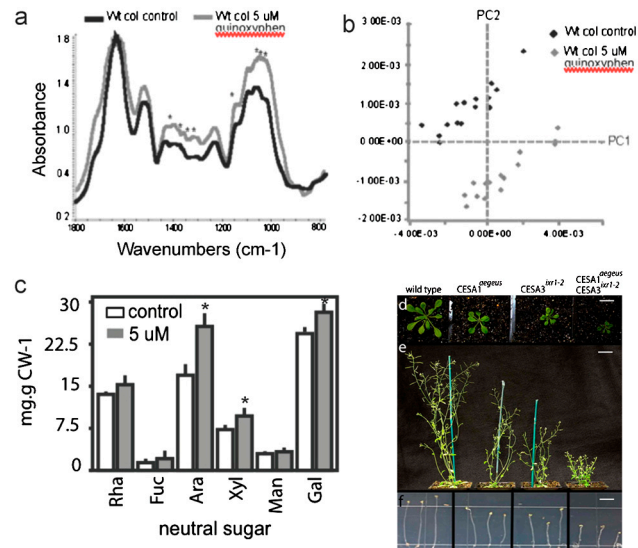 a
Wt col control
Wt col 5 uM
quinoxyphen
1.8
1.4
1.0
0.4
0.2
Absorbance
1800
1600
1400
1200
1000
800
Wavenumbers (cm-1)
b
PC2
Wt col control
Wt col 5 uM
quinoxyphen
2.00E-03
1.00E-03
0.00E+00
-1.00E-03
-2.00E-03
-4.00E-03
0.00E+00
4.00E-03
PC1
c
control
5 uM
30
22.5
15
7.5
0
mg.g CW-1
Rha
Fuc
Ara
Xyl
Man
Gal
neutral sugar
wild type
CESA1aegeus
CESA3ixr1-2
CESA1aegeus
CESA3ixr1-2
d
e
f